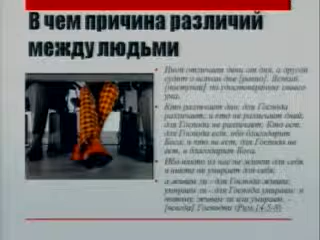 В чем причина различий
между людьми
Иной отличает день от дня, а другой
судит о всяком дне [равно]. Всякий
[поступай] по удостоверению своего
ума.
Кто различает дни, для Господа
различает; и кто не различает дней,
для Господа не различает. Кто ест,
для Господа ест, ибо благодарит
Бога; и кто не ест, для Господа не
ест, и благодарит Бога.
Ибо никто из нас не живет для себя,
и никто не умирает для себя;
а живем ли - для Господа живем;
умираем ли - для Господа умираем: и
потому, живем ли или умираем, -
[всегда] Господни (Рим.14:5-8)